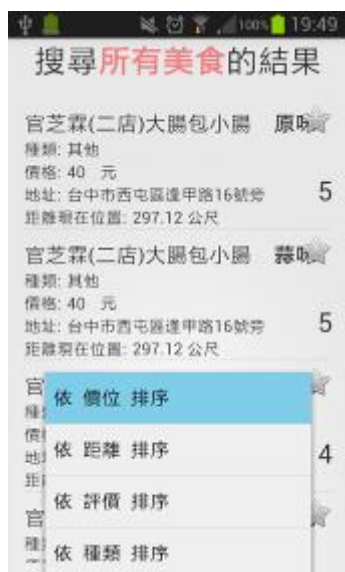 100% 19:49
搜尋所有美食的結果
官芝霖(二店)大腸包小腸 原味
種類: 其他
價格: 40 元
地址: 台中市西屯區逢甲路16號旁
5
距離現在位置: 297.12 公尺
官芝霖(二店)大腸包小腸 蒜味
種類: 其他
價格: 40 元
地址: 台中市西屯區逢甲路16號旁
5
距離現在位置: 297.12 公尺
官
種
依 價位 排序
價
地
依 距離 排序
4
距
依 評價 排序
官
種
依 種類 排序